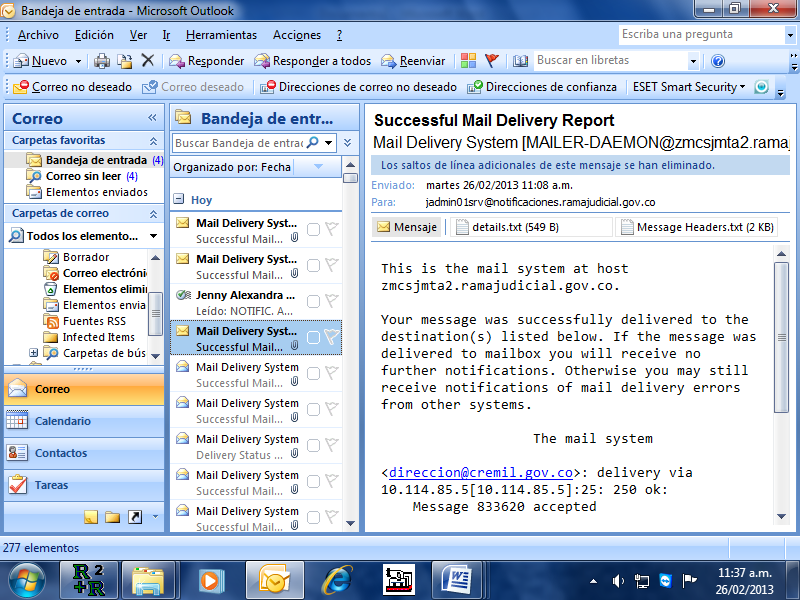 Bandeja de entrada - Microsoft Outlook
Archivo Edición Ver Ir Herramientas Acciones ?
Escriba una pregunta
Nuevo Responder Responder a todos Reenviar Buscar en libretas
Correo no deseado Correo deseado Direcciones de correo no deseado Direcciones de confianza ESET Smart Security
Correo
Carpetas favoritas
Bandeja de entrada (4)
Correo sin leer (4)
Elementos enviados
Carpetas de correo
Todos los elemento...
Borrador
Correo electróni
Elementos elimi
Elementos envia
Fuentes RSS
Infected Items
Carpetas de bús
Correo
Calendario
Contactos
Tareas
Bandeja de entr...
Buscar Bandeja de entrad
Organizado por: Fecha
Hoy
Mail Delivery Syst...
Successful Mail...
Mail Delivery Syst...
Successful Mail...
Jenny Alexandra ...
Leído: NOTIFIC. A...
Mail Delivery Syst...
Successful Mail...
Mail Delivery System
Successful Mail...
Mail Delivery System
Successful Mail...
Mail Delivery System
Delivery Status ...
Mail Delivery System
Successful Mail...
Mail Delivery System
Successful Mail...
Successful Mail Delivery Report
Mail Delivery System [MAILER-DAEMON@zmcsjmta2.ramaj
Los saltos de línea adicionales de este mensaje se han eliminado.
Enviado: martes 26/02/2013 11:08 a.m.
Para: jadmin01srv@notificaciones.ramajudicial.gov.co
Mensaje details.txt (549 B) Message Headers.txt (2 KB)
This is the mail system at host
zmcsjmta2.ramajudicial.gov.co.
Your message was successfully delivered to the
destination(s) listed below. If the message was
delivered to mailbox you will receive no
further notifications. Otherwise you may still
receive notifications of mail delivery errors
from other systems.
The mail system
<direccion@cremil.gov.co>: delivery via
10.114.85.5[10.114.85.5]:25: 250 ok:
Message 833620 accepted
277 elementos
R2
+R
11:37 a.m.
26/02/2013